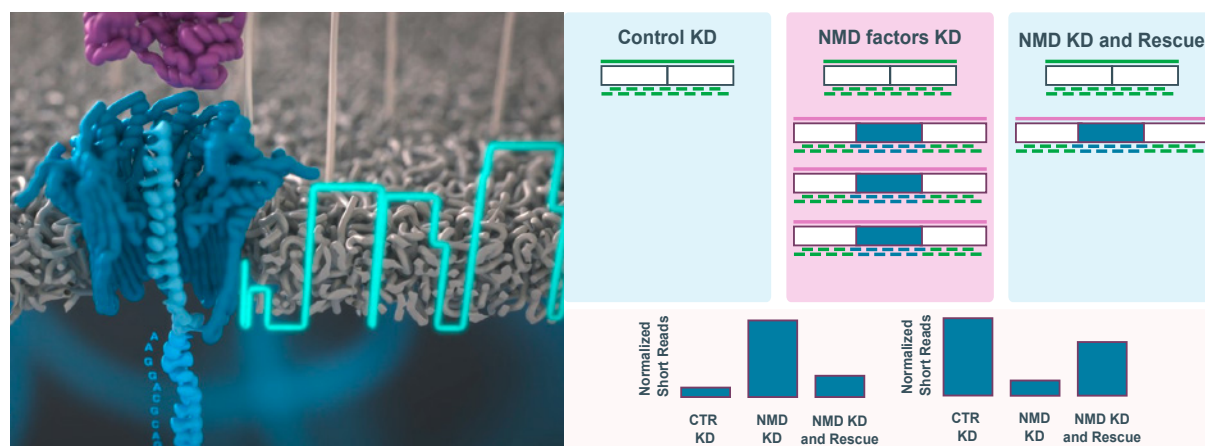 Control KD
NMD factors KD
NMD KD and Rescue
A
A
G
G
A
C
G
C
A
G
Normalized
Short Reads
CTR
KD
NMD
KD
NMD KD
and Rescue
Normalized
Short Reads
CTR
KD
NMD
KD
NMD KD
and Rescue